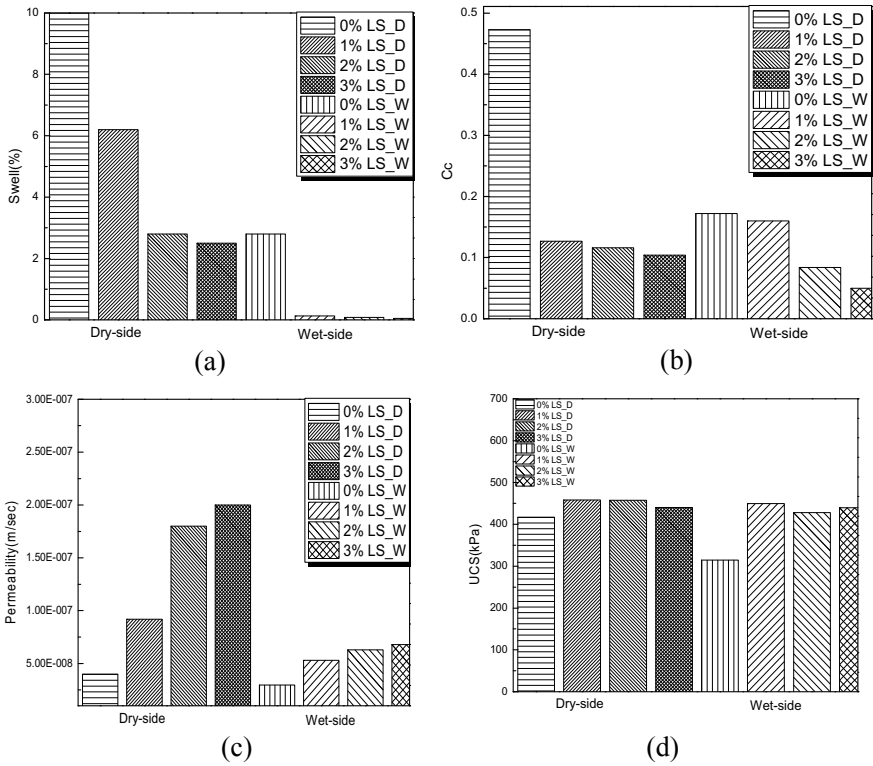 10
8
6
4
2
0
Swell(%)
0% LS_D
1% LS_D
2% LS_D
3% LS_D
0% LS_W
1% LS_W
2% LS_W
3% LS_W
Dry-side Wet-side
(a)
0.5
0.4
0.3
0.2
0.1
0.0
Cc
0% LS_D
1% LS_D
2% LS_D
3% LS_D
0% LS_W
1% LS_W
2% LS_W
3% LS_W
Dry-side Wet-side
(b)
3.00E-007
2.50E-007
2.00E-007
1.50E-007
1.00E-007
5.00E-008
Permeability(m/sec)
0% LS_D
1% LS_D
2% LS_D
3% LS_D
0% LS_W
1% LS_W
2% LS_W
3% LS_W
Dry-side Wet-side
(c)
700
600
500
400
300
200
100
0
UCS(kPa)
0% LS_D
1% LS_D
2% LS_D
3% LS_D
0% LS_W
1% LS_W
2% LS_W
3% LS_W
Dry-side Wet-side
(d)